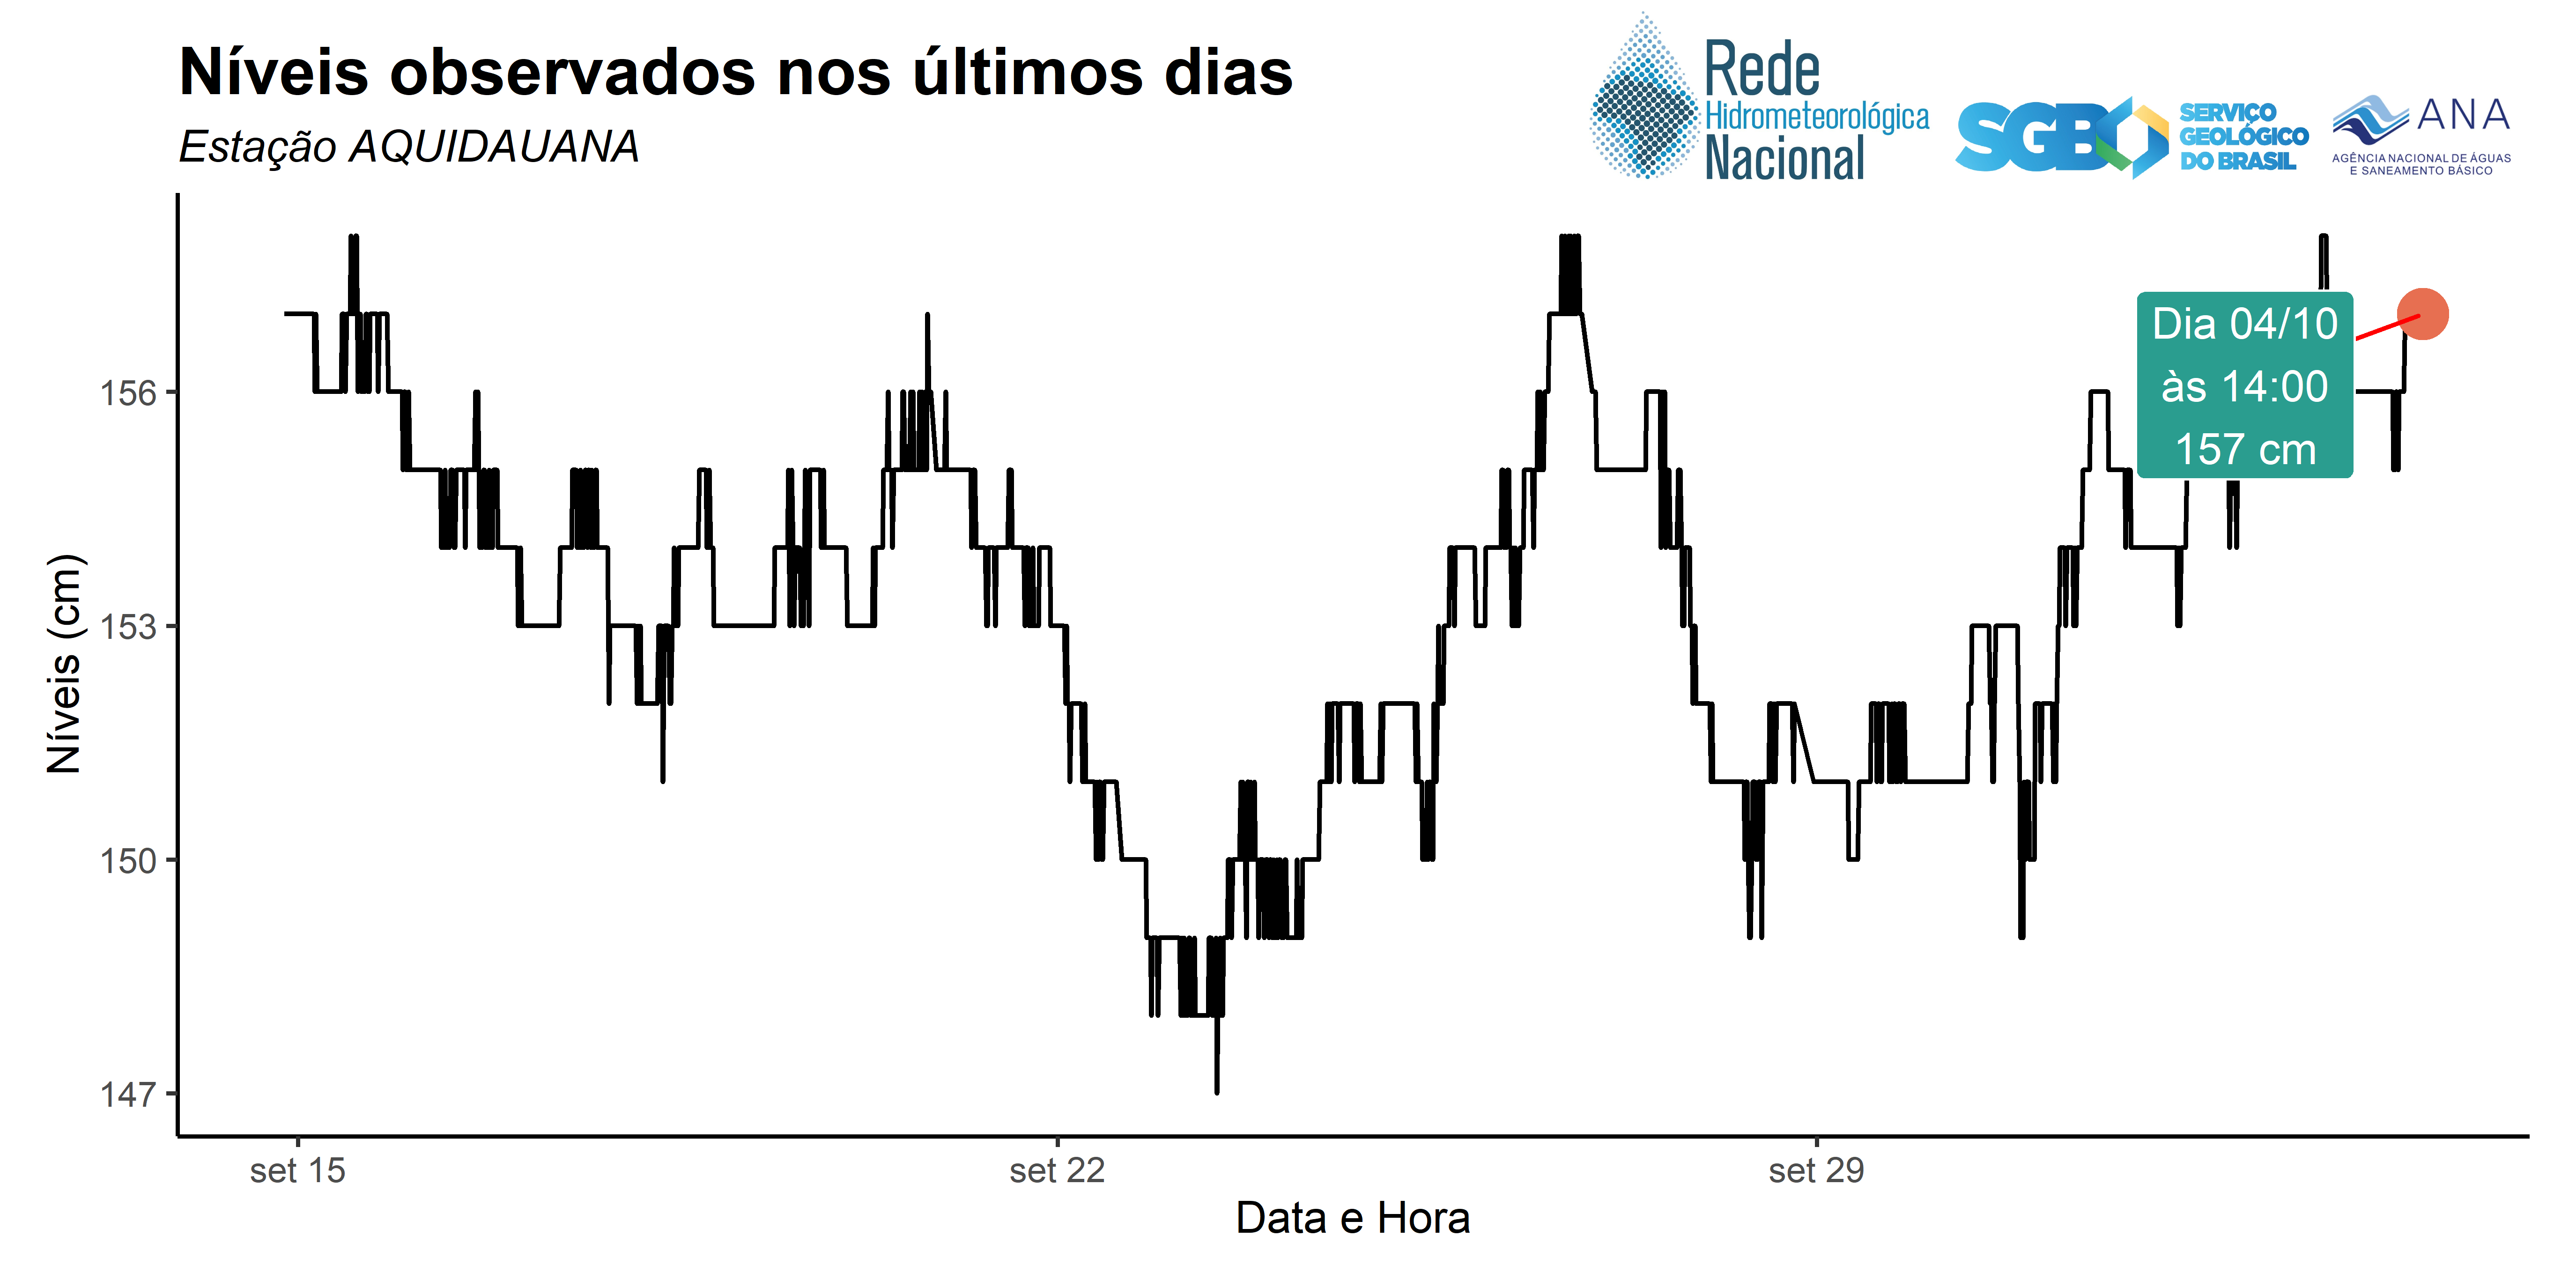 Níveis observados nos últimos dias
Estação AQUIDAUANA
Rede
Hidrometeorológica
Nacional
SGB
SERVIÇO
GEOLÓGICO
DO BRASIL
ANA
AGÊNCIA NACIONAL DE ÁGUAS
E SANEAMENTO BÁSICO
Dia 04/10
às 14:00
157 cm
Níveis (cm)
156
153
150
147
set 15
set 22
set 29
Data e Hora